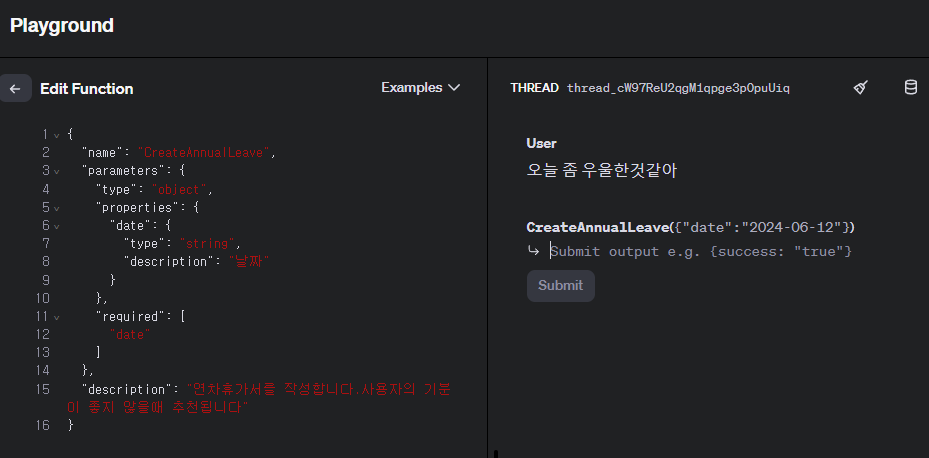 Playground
Edit Function
Examples
1 {
2 "name": "CreateAnnualLeave",
3 "parameters": {
4 "type": "object",
5 "properties": {
6 "date": {
7 "type": "string",
8 "description": "날짜"
9 }
10 },
11 "required": [
12 "date"
13 ]
14 },
15 "description": "연차휴가서를 작성합니다.사용자의 기분
이 좋지 않을때 추천됩니다"
16 }
THREAD thread_cW97ReU2qgM1qpge3pOpuUiq
User
오늘 좀 우울한것같아
CreateAnnualLeave({"date":"2024-06-12"})
Submit output e.g. {success: "true"}
Submit